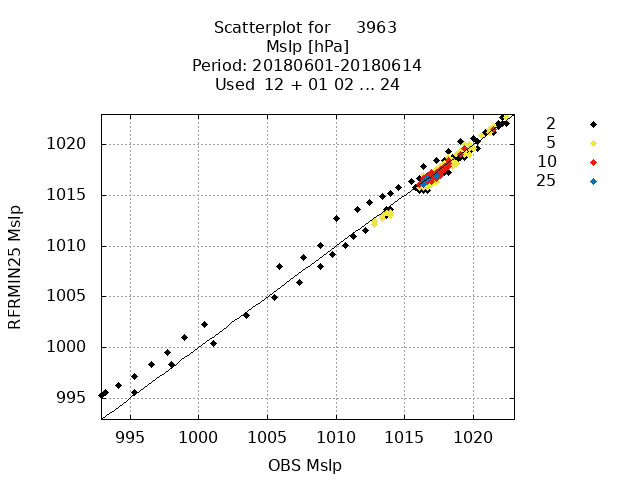 Scatterplot for 3963
Mslp [hPa]
Period: 20180601-20180614
Used 12 + 01 02 ... 24
2
5
10
25
RFRMIN25 Mslp
1020
1015
1010
1005
1000
995
995 1000 1005 1010 1015 1020
OBS Mslp